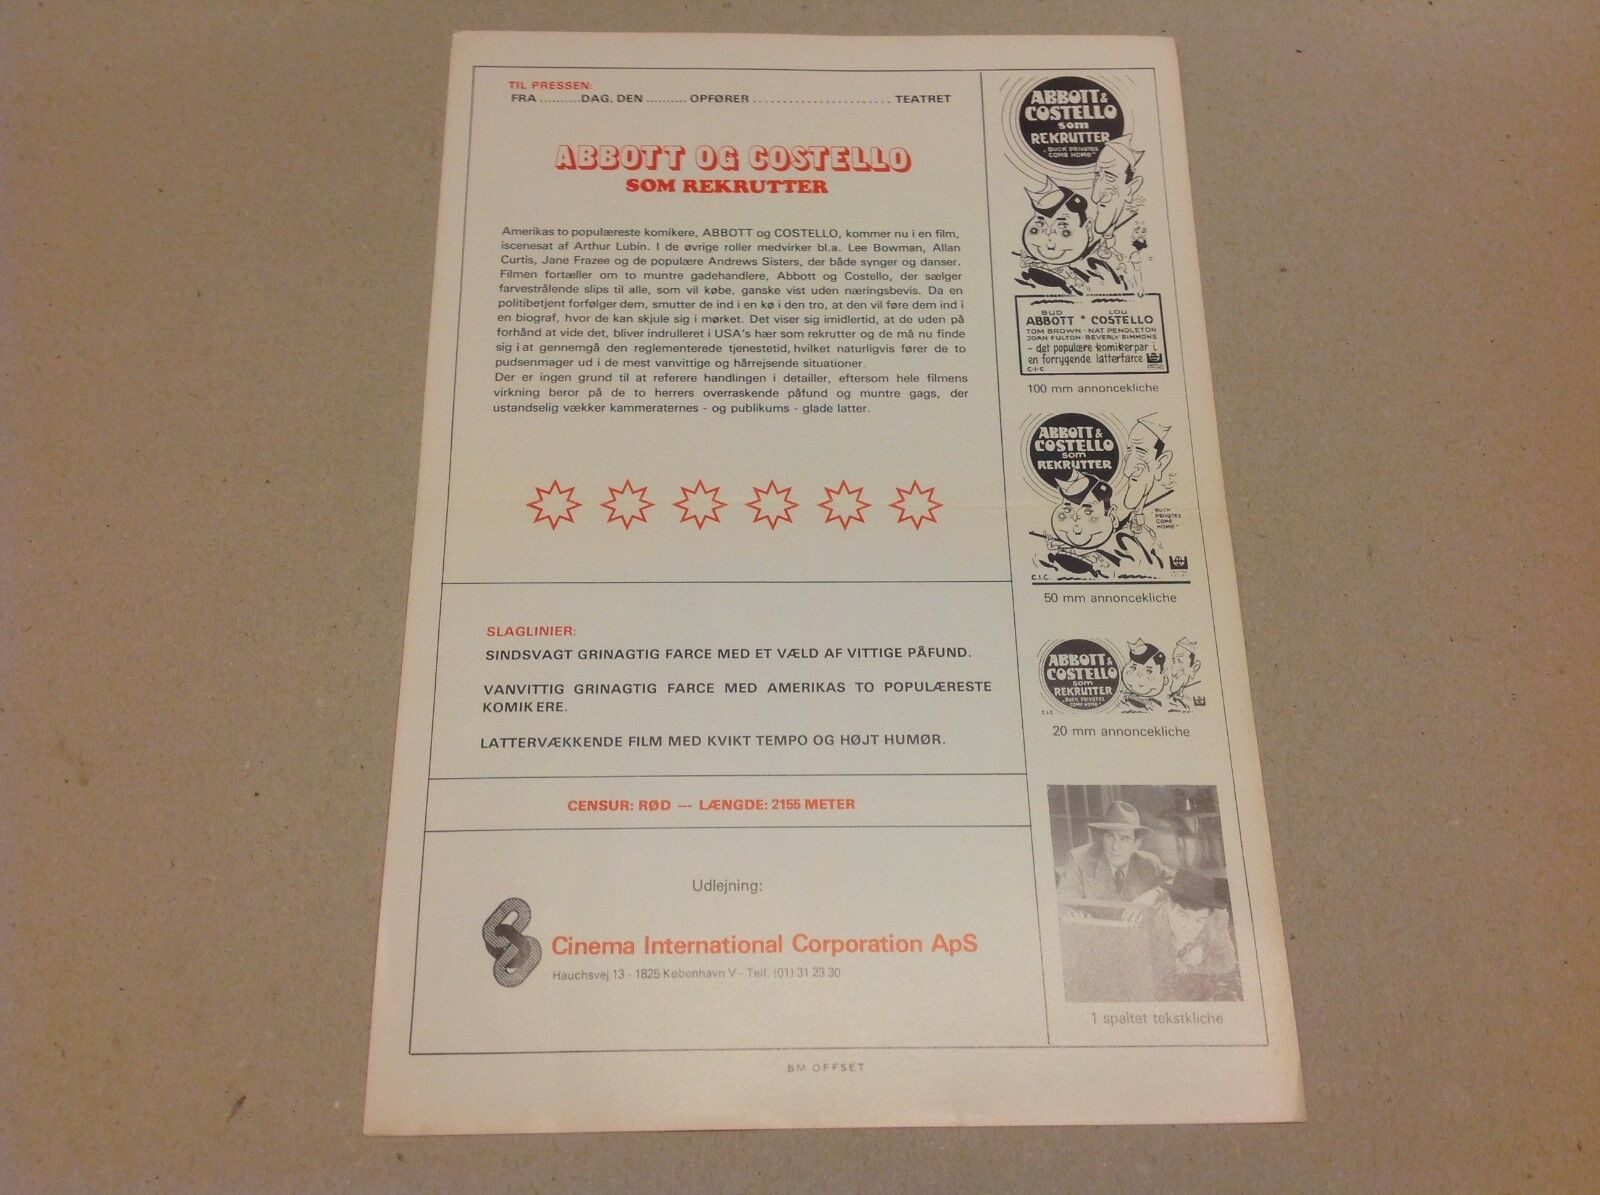 TIL PRESSEN:
FRA ..........DAG, DEN .......... OPFØRER ....................... TEATRET
ABBOTT OG COSTELLO
SOM REKRUTTER
Amerikas to populæreste komikere, ABBOTT og COSTELLO, kommer nu i en film,
iscenesat af Arthur Lubin. I de øvrige roller medvirker bl.a. Lee Bowman, Allan
Curtis, Jane Frazee og de populære Andrews Sisters, der både synger og danser.
Filmen fortæller om to muntre gadehandlere, Abbott og Costello, der sælger
farvestrålende slips til alle, som vil købe, ganske vist uden næringsbevis. Da en
politibetjent forfølger dem, smutter de ind i en kø i den tro, at den vil føre dem ind i
en biograf, hvor de kan skjule sig i mørket. Det viser sig imidlertid, at de uden på
forhånd at vide det, bliver indrulleret i USA's hær som rekrutter og de må nu finde
sig i at gennemgå den reglementerede tjenestetid, hvilket naturligvis fører de to
pudsenmager ud i de mest vanvittige og hårrejsende situationer.
Der er ingen grund til at referere handlingen i detailler, eftersom hele filmens
virkning beror på de to herrers overraskende påfund og muntre gags, der
ustandselig vækker kammeraternes - og publikums - glade latter.
SLAGLINIER:
SINDSVAGT GRINAGTIG FARCE MED ET VÆLD AF VITTIGE PÅFUND.
VANVITTIG GRINAGTIG FARCE MED AMERIKAS TO POPULÆRESTE
KOMIKERE.
LATTERVÆKKENDE FILM MED KVIKT TEMPO OG HØJT HUMØR.
CENSUR: RØD --- LÆNGDE: 2155 METER
Udlejning:
Cinema International Corporation ApS
Hauchsvej 13 - 1825 København V - Telf. (01) 31 23 30
ABBOTT &
COSTELLO
som
REKRUTTER
"BUCK PRIVATES
COME HOME"
BUD LOU
ABBOTT * COSTELLO
TOM BROWN · NAT PENDLETON
JOAN FULTON · BEVERLY SIMMONS
- det populære komikerpar i
en forrygende latterfarce
C·I·C
100 mm annoncekliche
ABBOTT &
COSTELLO
som
REKRUTTER
"BUCK
PRIVATES
COME
HOME"
C.I.C.
50 mm annoncekliche
ABBOTT &
COSTELLO
som
REKRUTTER
"BUCK PRIVATES
COME HOME"
C.I.C
20 mm annoncekliche
1 spaltet tekstkliche
BM OFFSET